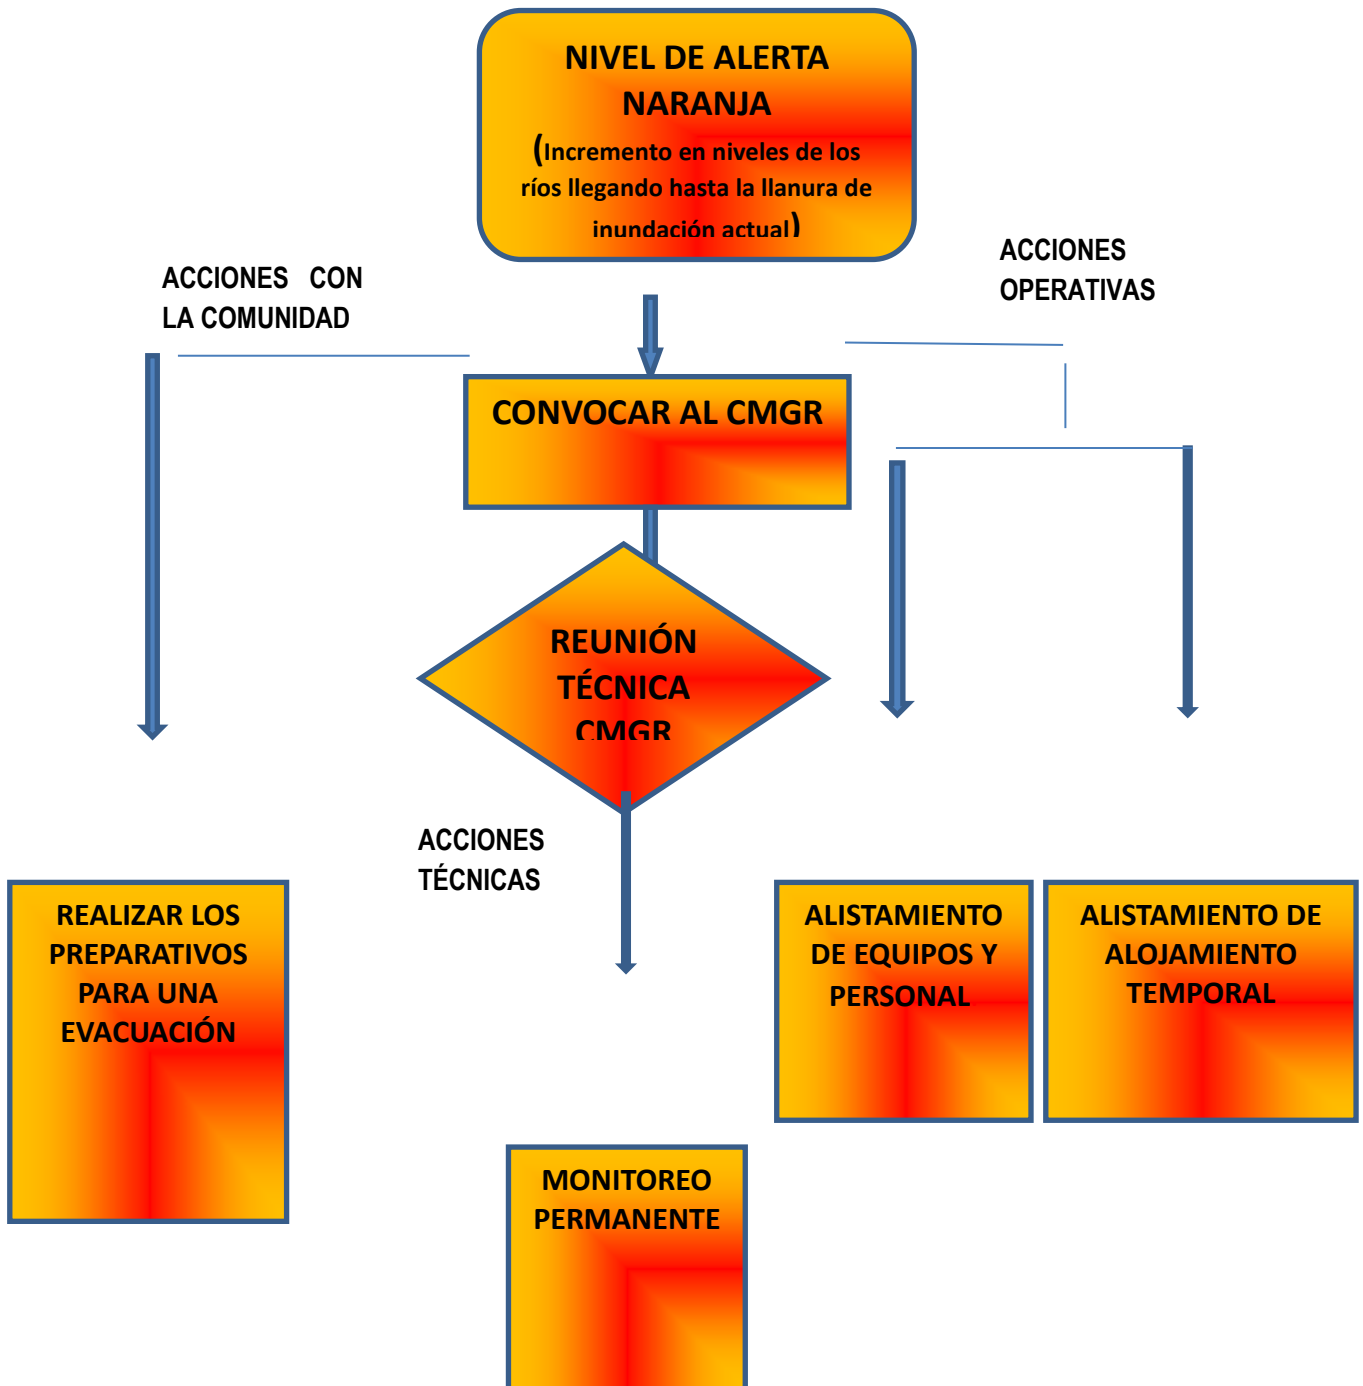 NIVEL DE ALERTA
NARANJA
(Incremento en niveles de los
ríos llegando hasta la llanura de
inundación actual)
ACCIONES CON
LA COMUNIDAD
ACCIONES
OPERATIVAS
CONVOCAR AL CMGR
REUNIÓN
TÉCNICA
CMGR
ACCIONES
TÉCNICAS
REALIZAR LOS
PREPARATIVOS
PARA UNA
EVACUACIÓN
ALISTAMIENTO
DE EQUIPOS Y
PERSONAL
ALISTAMIENTO DE
ALOJAMIENTO
TEMPORAL
MONITOREO
PERMANENTE